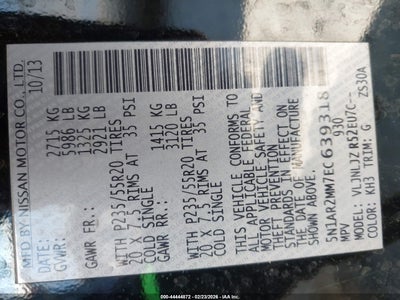 MFD BY NISSAN MOTOR CO., LTD.
DATE: 10/13
GVWR: 2715 KG
5986 LB
GAWR FR.: 1325 KG
2921 LB
WITH P235/55R20 TIRES
20 X 7.5 RIMS AT 35 PSI
COLD SINGLE
GAWR RR.: 1415 KG
3120 LB
WITH P235/55R20 TIRES
20 X 7.5 RIMS AT 35 PSI
COLD SINGLE
THIS VEHICLE CONFORMS TO
ALL APPLICABLE FEDERAL
MOTOR VEHICLE SAFETY AND
THEFT PREVENTION
STANDARDS IN EFFECT ON
THE DATE OF MANUFACTURE
SHOWN ABOVE.
5N1AR2MM7EC639318
MPV 930
MODEL: VLJNLJZ R52EU7C--
COLOR: KH3 TRIM: G ZS30A
000-44444872 - 02/23/2026 -